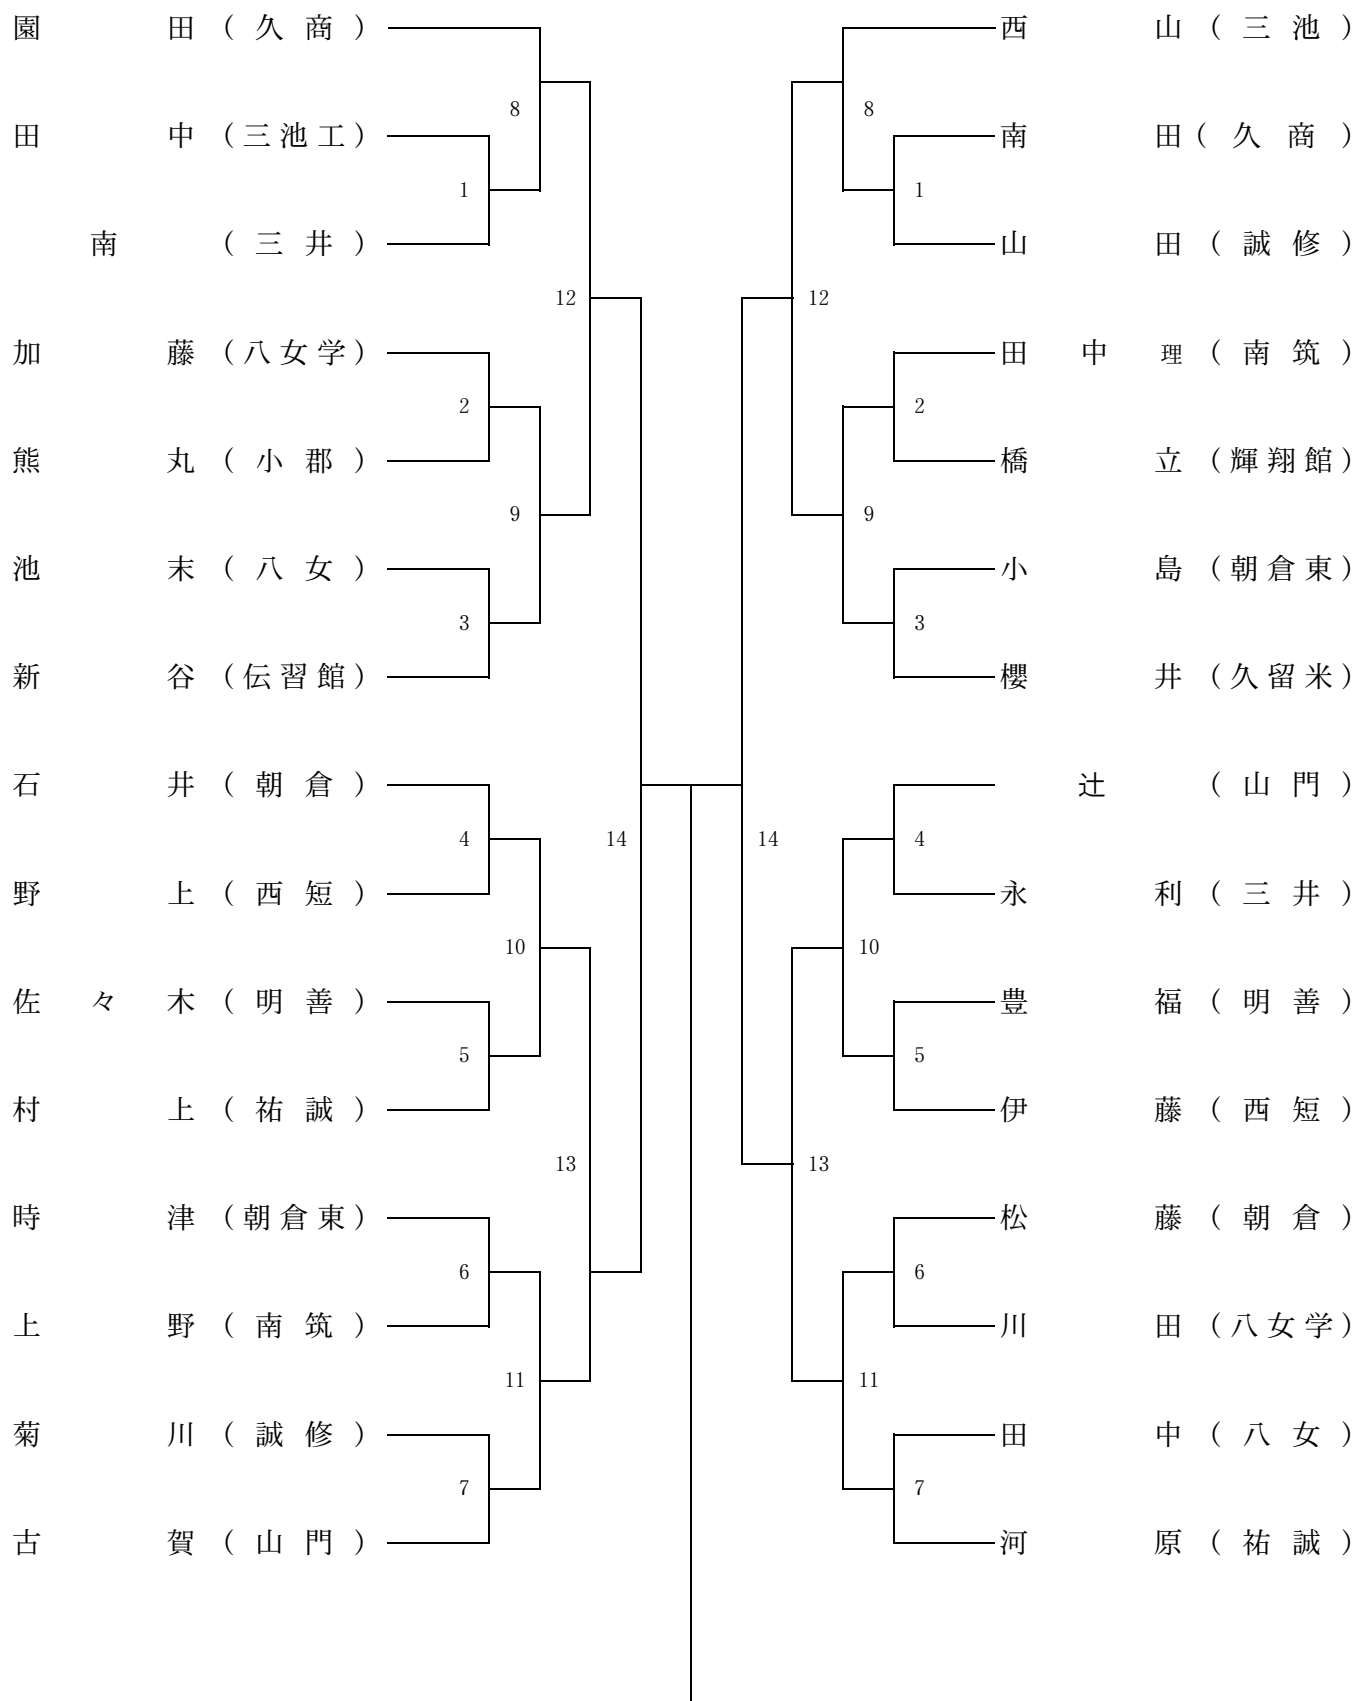 園田(久商)
8
田中(三池工)
1
南(三井)
12
加藤(八女学)
2
熊丸(小郡)
9
池末(八女)
3
新谷(伝習館)
石井(朝倉)
4
14
野上(西短)
10
佐々木(明善)
5
村上(祐誠)
13
時津(朝倉東)
6
上野(南筑)
11
菊川(誠修)
7
古賀(山門)
西山(三池)
8
南田(久商)
1
山田(誠修)
12
田中理(南筑)
2
橋立(輝翔館)
9
小島(朝倉東)
3
櫻井(久留米)
辻(山門)
14
4
永利(三井)
10
豊福(明善)
5
伊藤(西短)
13
松藤(朝倉)
6
川田(八女学)
11
田中(八女)
7
河原(祐誠)